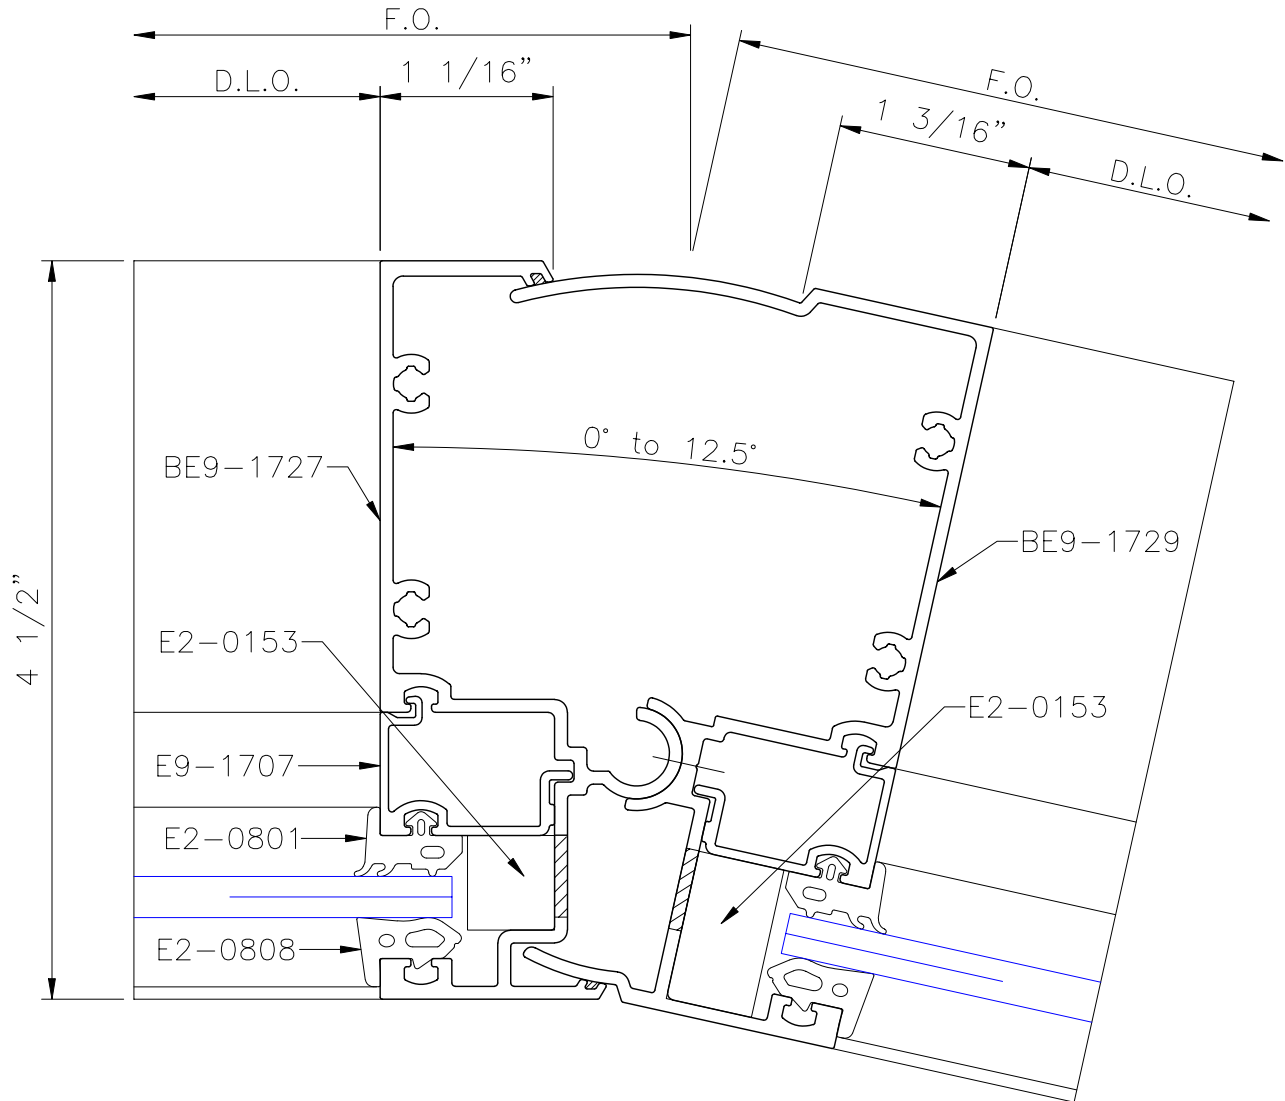 F.O.
D.L.O.
1 1/16”
F.O.
1 3/16”
D.L.O.
0° to 12.5°
BE9-1727
BE9-1729
4 1/2”
E2-0153
E2-0153
E9-1707
E2-0801
E2-0808